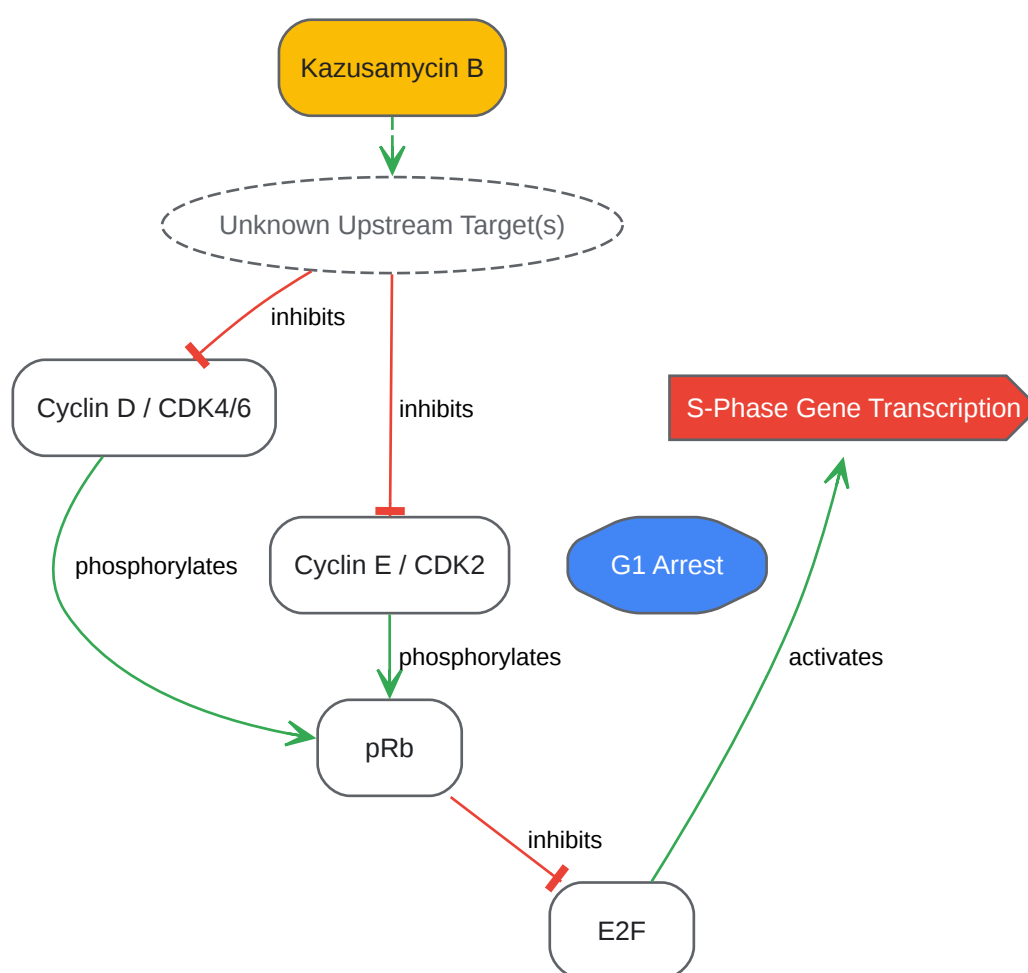 Kazusamycin B
Unknown Upstream Target(s)
inhibits
Cyclin D / CDK4/6
inhibits
S-Phase Gene Transcription
phosphorylates
Cyclin E / CDK2
G1 Arrest
phosphorylates
activates
pRb
inhibits
E2F